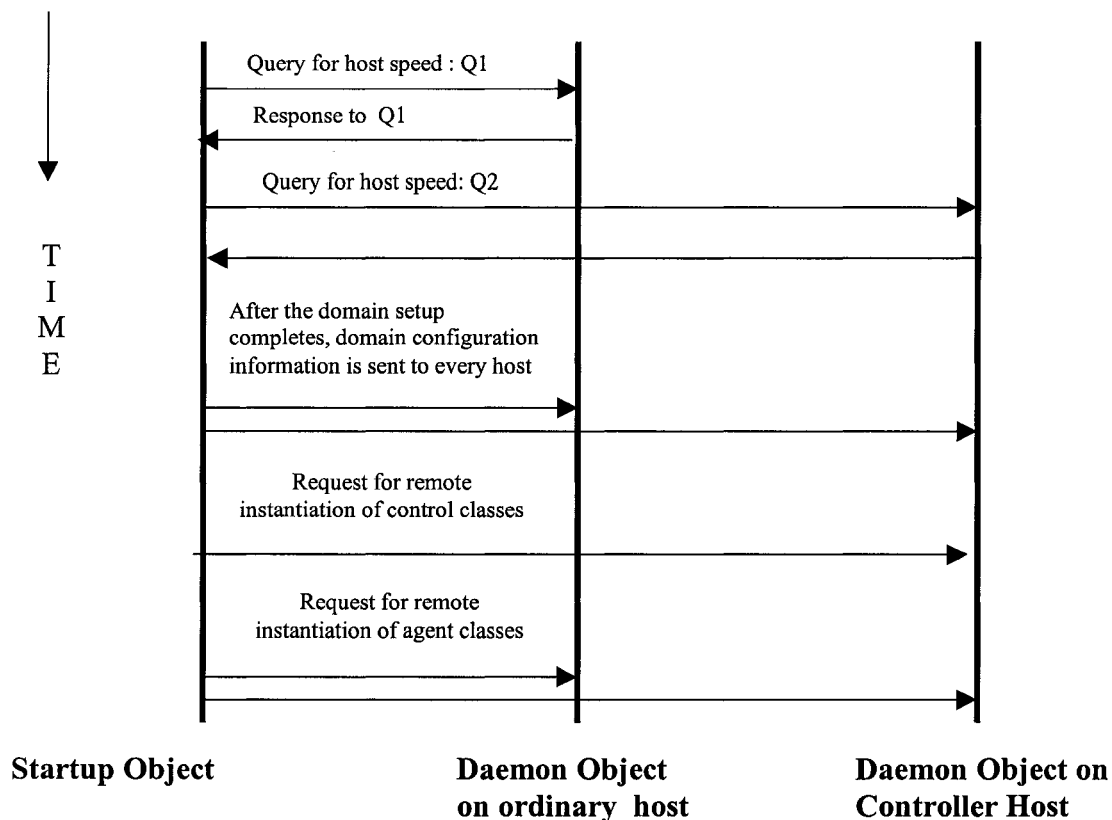 Query for host speed : Q1
Response to Q1
Query for host speed: Q2
T
I
M
E
After the domain setup
completes, domain configuration
information is sent to every host
Request for remote
instantiation of control classes
Request for remote
instantiation of agent classes
Startup Object
Daemon Object
on ordinary host
Daemon Object on
Controller Host